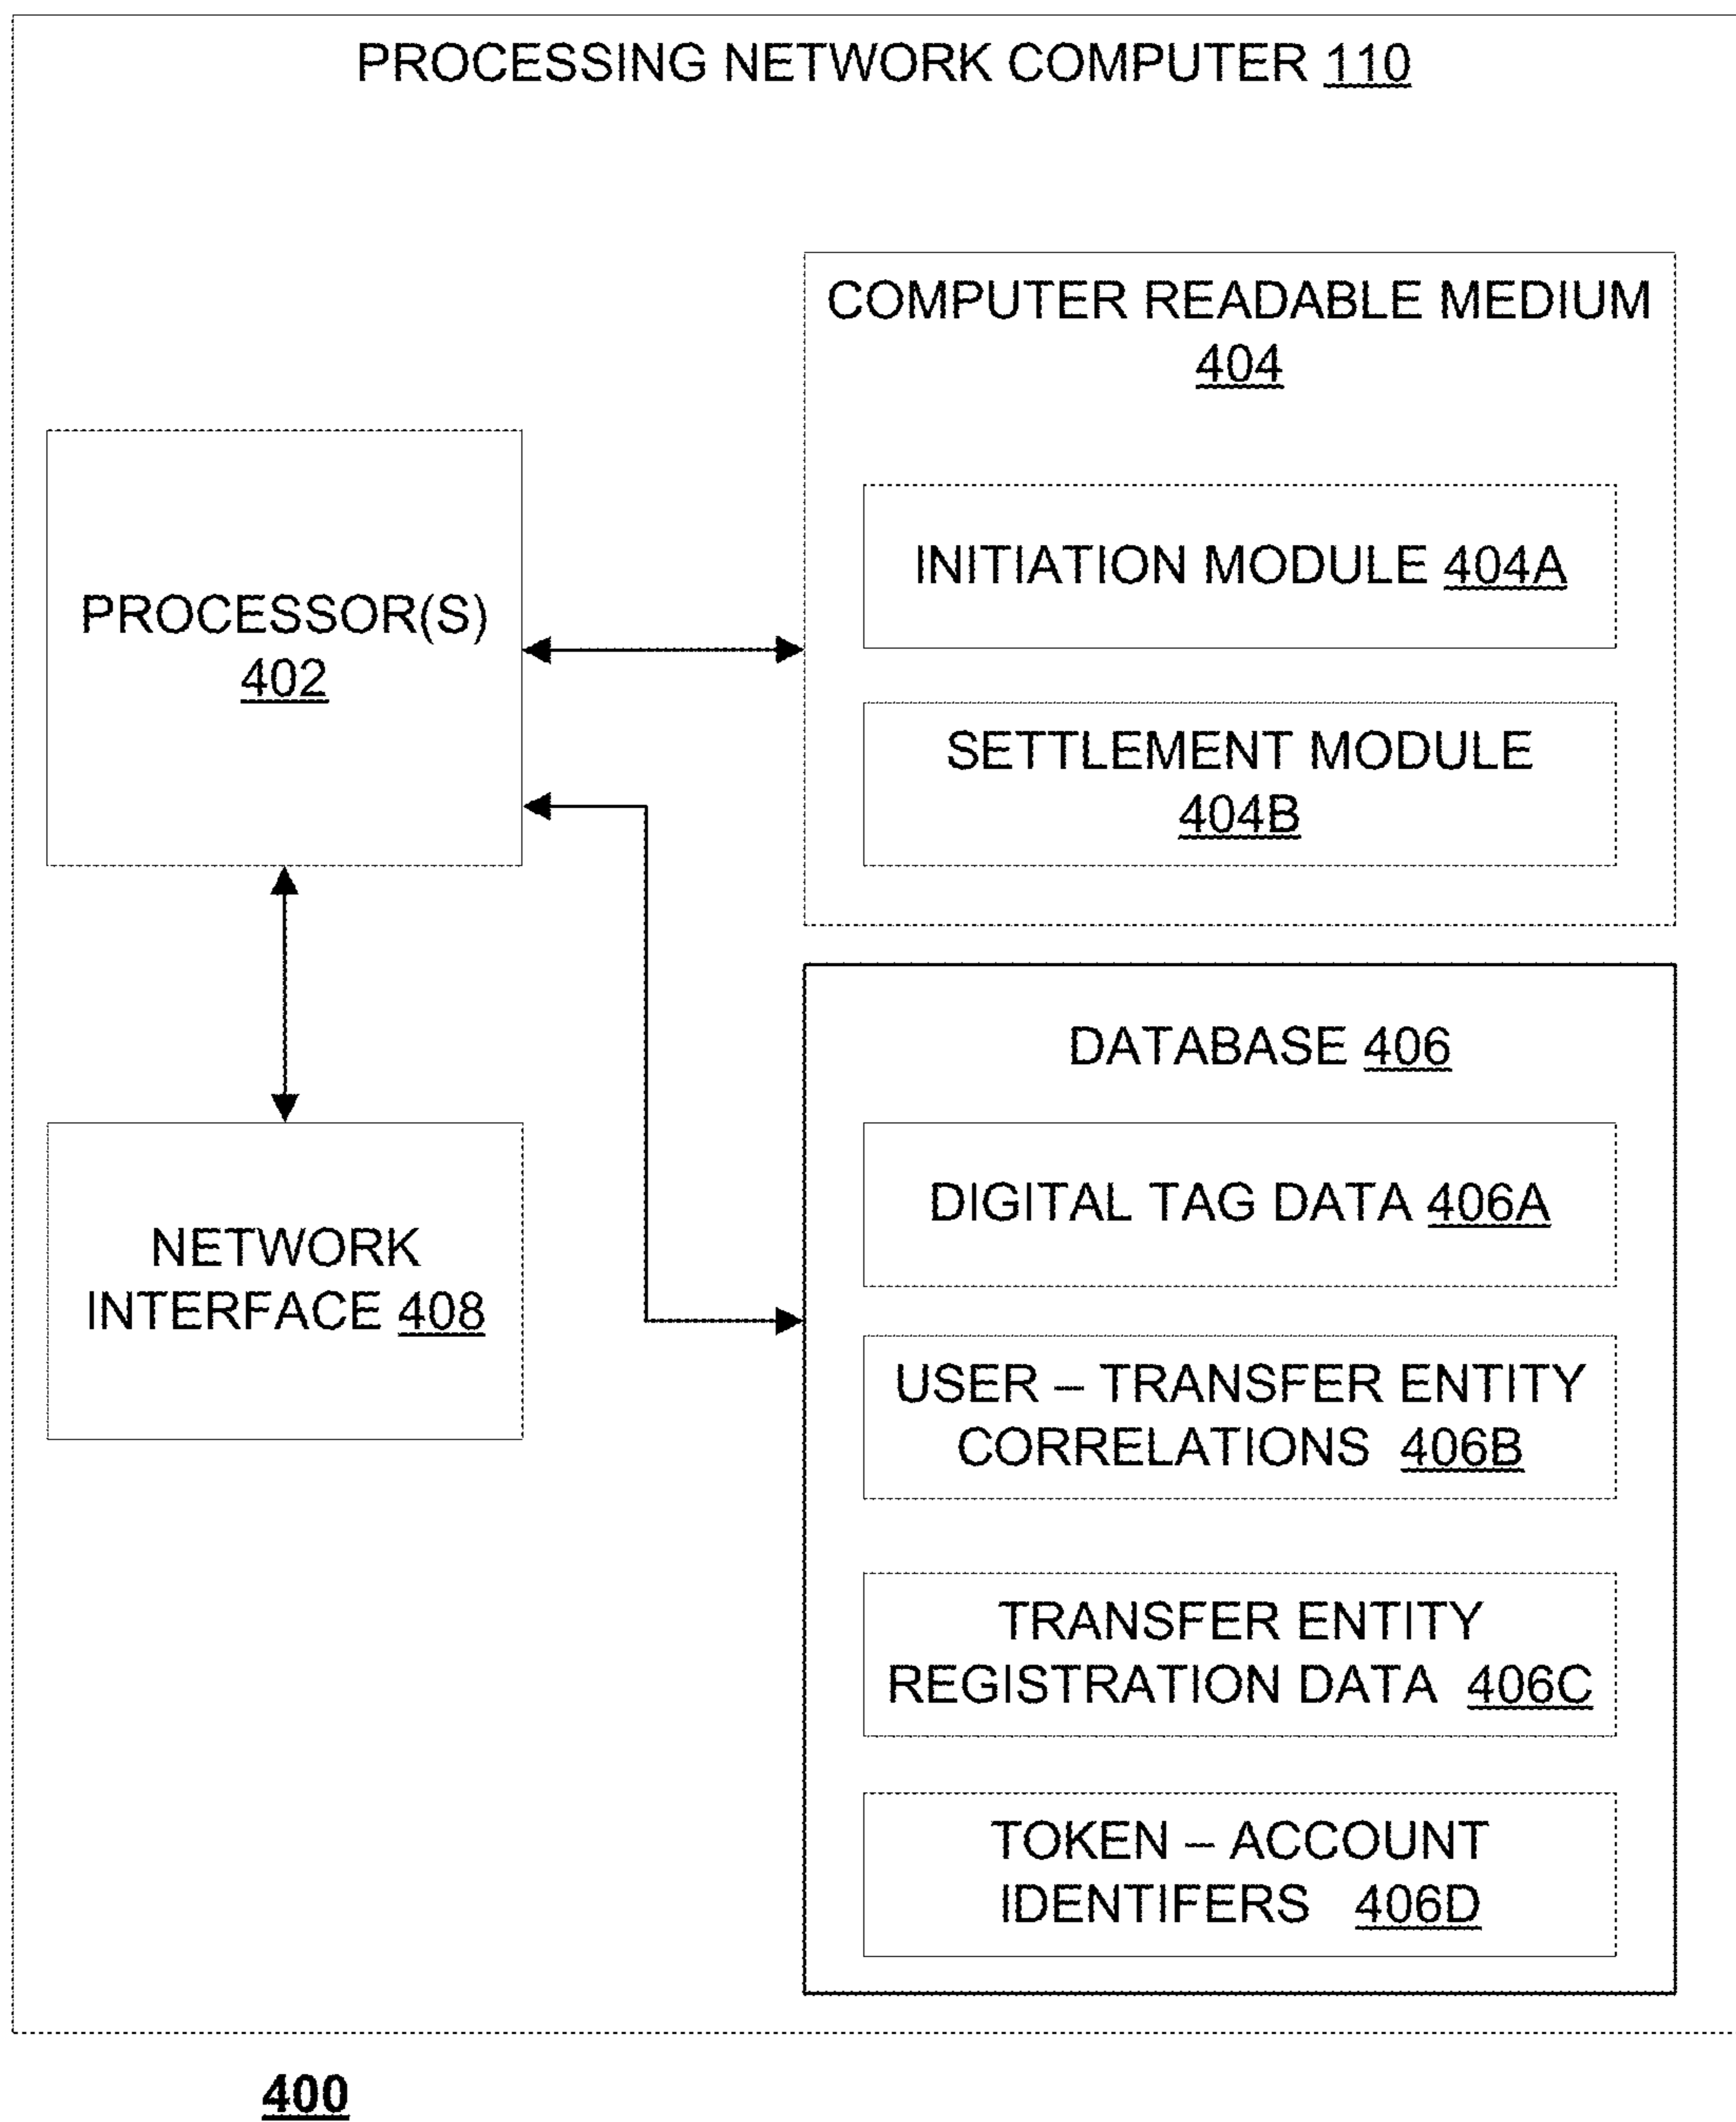 PROCESSING NETWORK COMPUTER 110
COMPUTER READABLE MEDIUM
404
INITIATION MODULE 404A
SETTLEMENT MODULE
404B
PROCESSOR(S)
402
NETWORK
INTERFACE 408
DATABASE 406
DIGITAL TAG DATA 406A
USER – TRANSFER ENTITY
CORRELATIONS 406B
TRANSFER ENTITY
REGISTRATION DATA 406C
TOKEN – ACCOUNT
IDENTIFERS 406D
400